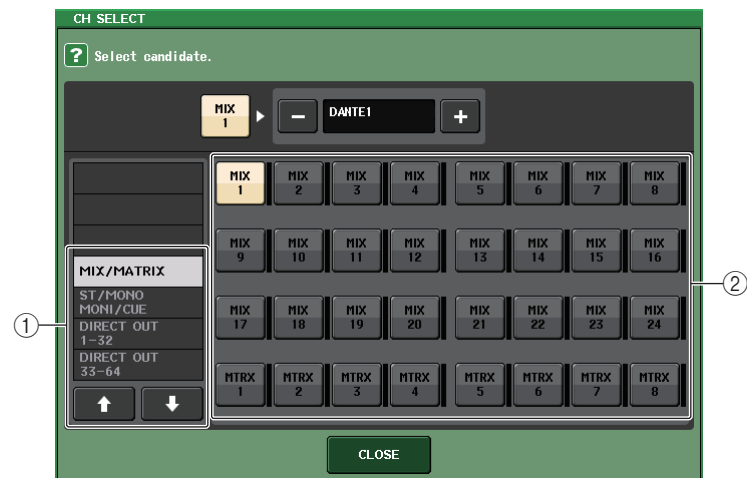 CH SELECT
? Select candidate.
MIX 1
− DANTE1 +
MIX/MATRIX
ST/MONO
MONI/CUE
DIRECT OUT
1-32
DIRECT OUT
33-64
MIX 1 MIX 2 MIX 3 MIX 4 MIX 5 MIX 6 MIX 7 MIX 8
MIX 9 MIX 10 MIX 11 MIX 12 MIX 13 MIX 14 MIX 15 MIX 16
MIX 17 MIX 18 MIX 19 MIX 20 MIX 21 MIX 22 MIX 23 MIX 24
MTRX 1 MTRX 2 MTRX 3 MTRX 4 MTRX 5 MTRX 6 MTRX 7 MTRX 8
①
②
CLOSE